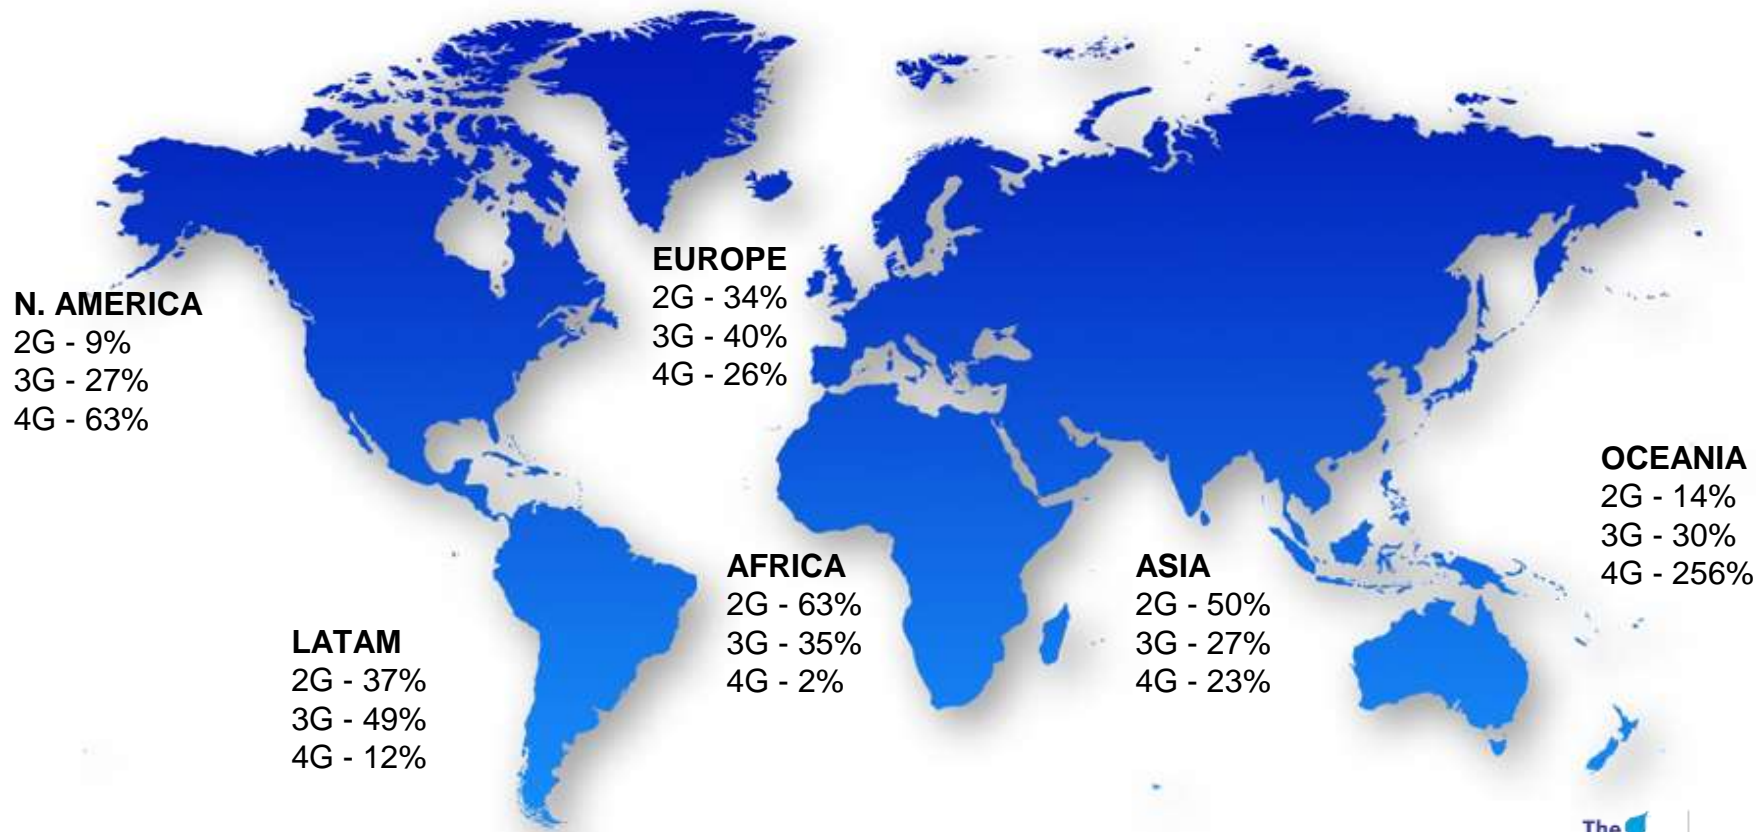 N. AMERICA
2G - 9%
3G - 27%
4G - 63%
EUROPE
2G - 34%
3G - 40%
4G - 26%
LATAM
2G - 37%
3G - 49%
4G - 12%
AFRICA
2G - 63%
3G - 35%
4G - 2%
ASIA
2G - 50%
3G - 27%
4G - 23%
OCEANIA
2G - 14%
3G - 30%
4G - 256%
The